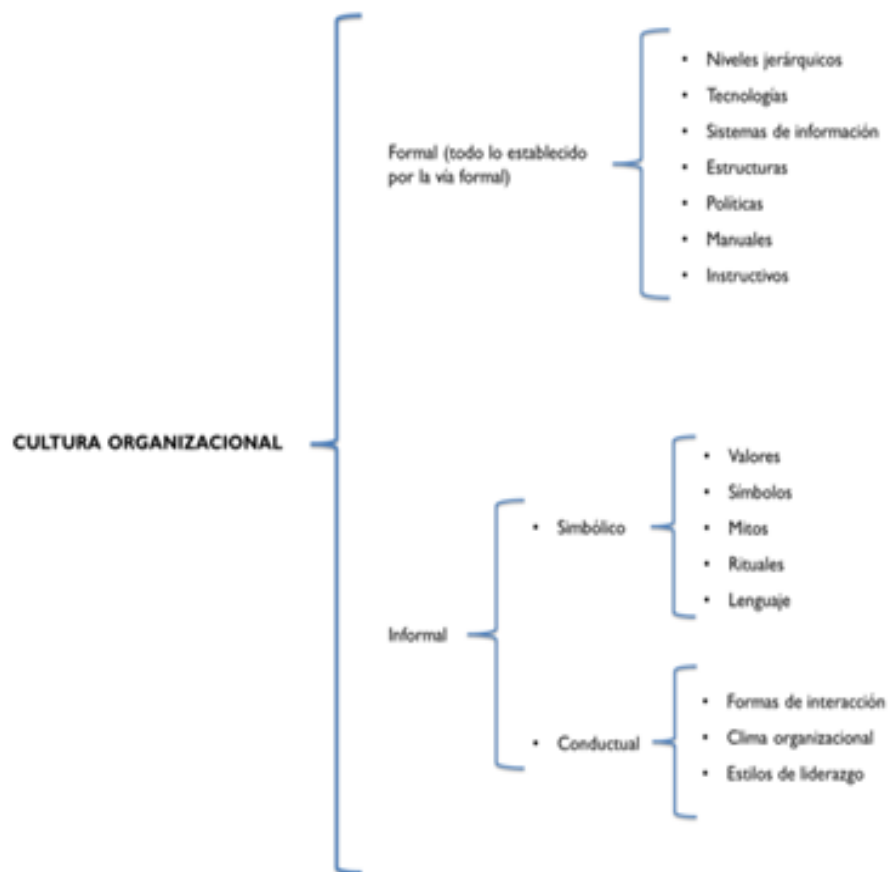 CULTURA ORGANIZACIONAL
Formal (todo lo establecido
por la vía formal)
• Niveles jerárquicos
• Tecnologías
• Sistemas de información
• Estructuras
• Políticas
• Manuales
• Instructivos
Informal
• Simbólico
• Valores
• Símbolos
• Mitos
• Rituales
• Lenguaje
• Conductual
• Formas de interacción
• Clima organizacional
• Estilos de liderazgo